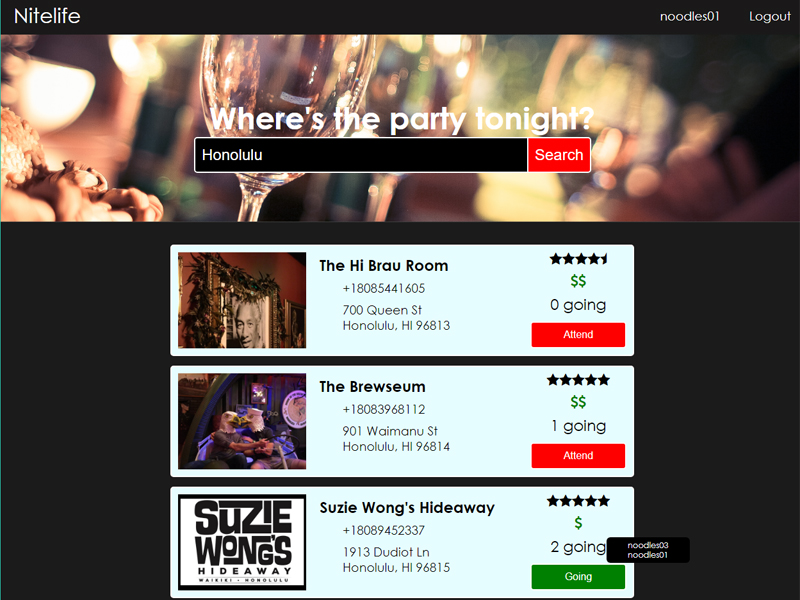 Nitelife
noodles01 Logout
Where's the party tonight?
Honolulu Search
The Hi Brau Room
+18085441605
700 Queen St
Honolulu, HI 96813
$$
0 going
Attend
The Brewseum
+18083968112
901 Waimanu St
Honolulu, HI 96814
$$
1 going
Attend
SUZIE
WONG'S
HIDEAWAY
WAIKIKI • HONOLULU
Suzie Wong's Hideaway
+18089452337
1913 Dudiot Ln
Honolulu, HI 96815
$
2 going
noodles03
noodles01
Going